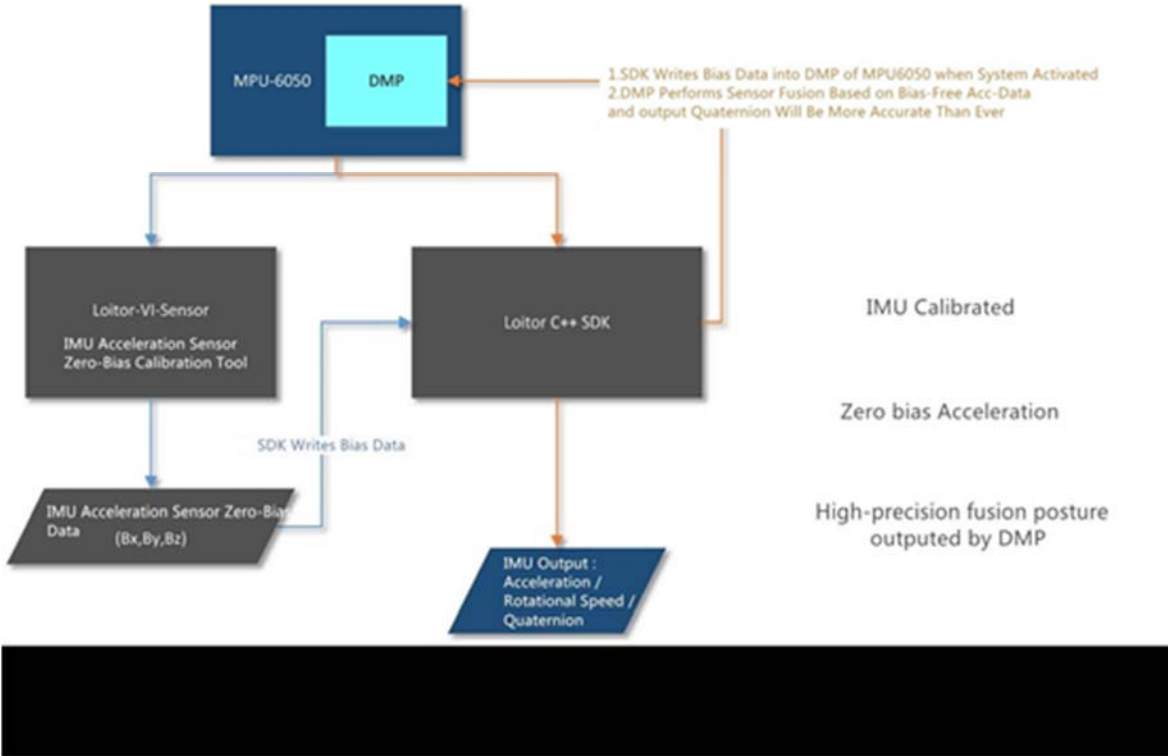 MPU-6050
DMP
1.SDK Writes Bias Data into DMP of MPU6050 when System Activated
2.DMP Performs Sensor Fusion Based on Bias-Free Acc-Data
and output Quaternion Will Be More Accurate Than Ever
Loitor-VI-Sensor
IMU Acceleration Sensor
Zero-Bias Calibration Tool
Loitor C++ SDK
IMU Calibrated
Zero bias Acceleration
SDK Writes Bias Data
IMU Acceleration Sensor Zero-Bias
Data
(Bx,By,Bz)
High-precision fusion posture
outputed by DMP
IMU Output :
Acceleration /
Rotational Speed /
Quaternion